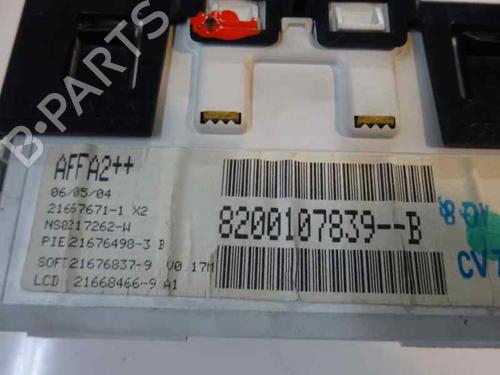 B-PARTS
AFFA2++
06/05/04
21667671-1 X2
NS0217262-W
PIE 21676498-3 B
SOFT 21676837-9 V0.17M
LCD 21668466-9 A1
8200107839--B